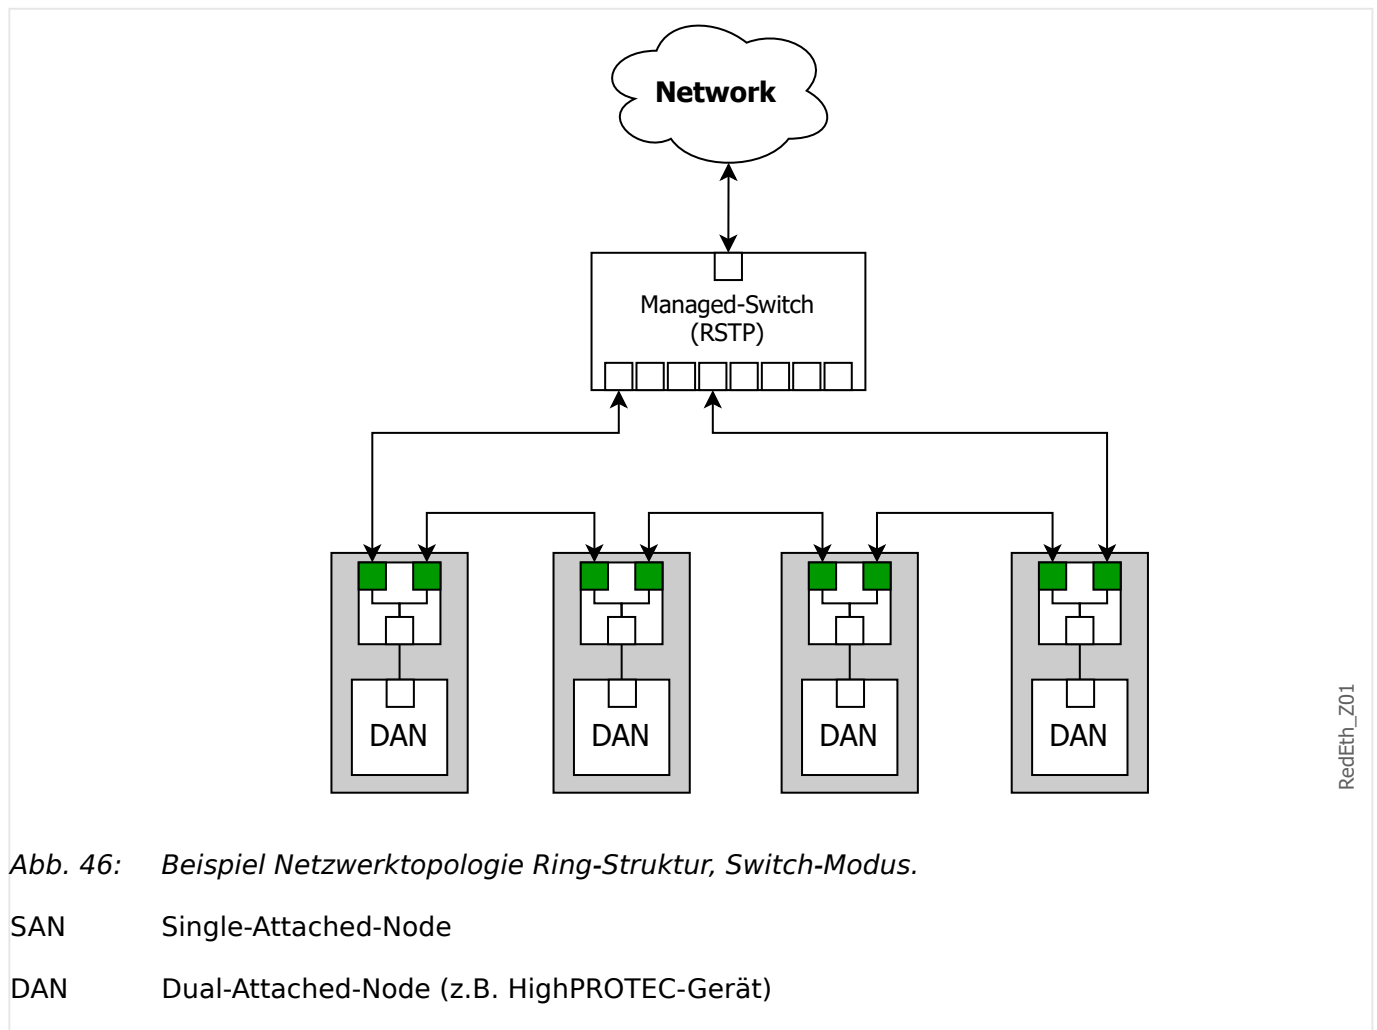 Network
Managed-Switch
(RSTP)
DAN
DAN
DAN
DAN
RedEth_Z01
Abb. 46: Beispiel Netzwerktopologie Ring-Struktur, Switch-Modus.
SAN Single-Attached-Node
DAN Dual-Attached-Node (z.B. HighPROTEC-Gerät)